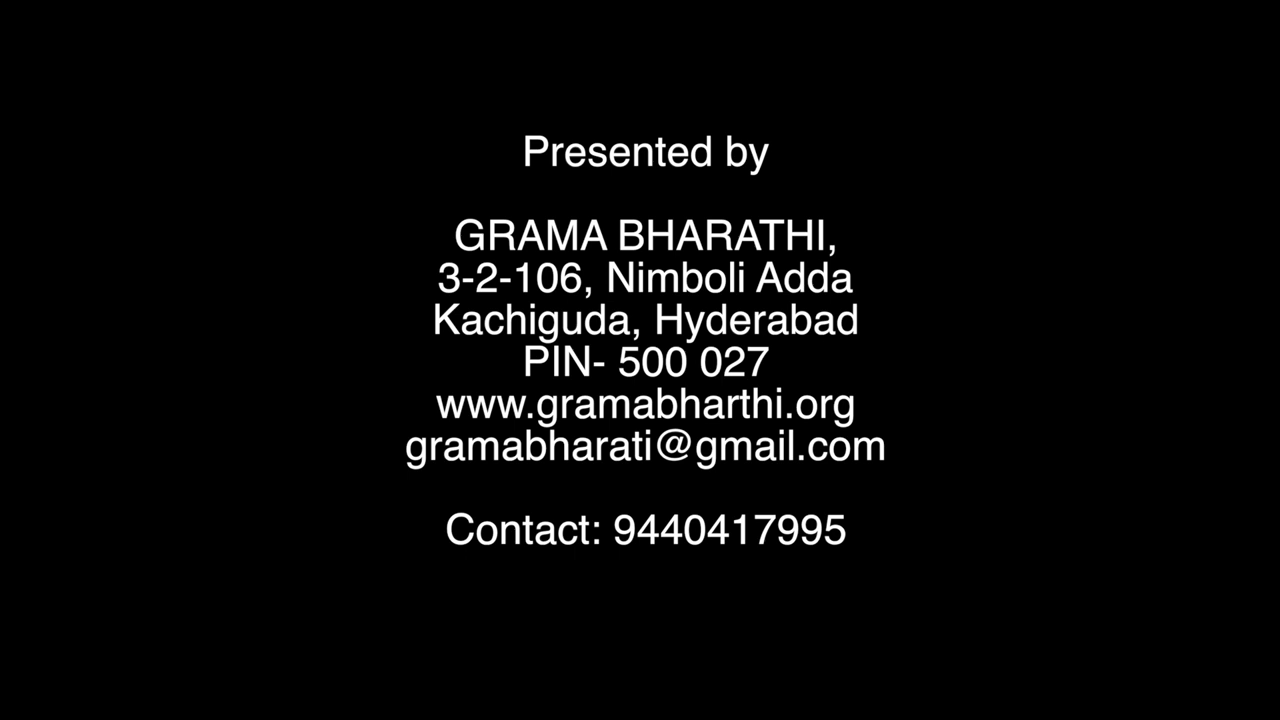 Presented by
GRAMA BHARATHI,
3-2-106, Nimboli Adda
Kachiguda, Hyderabad
PIN- 500 027
www.gramabharthi.org
gramabharati@gmail.com
Contact: 9440417995